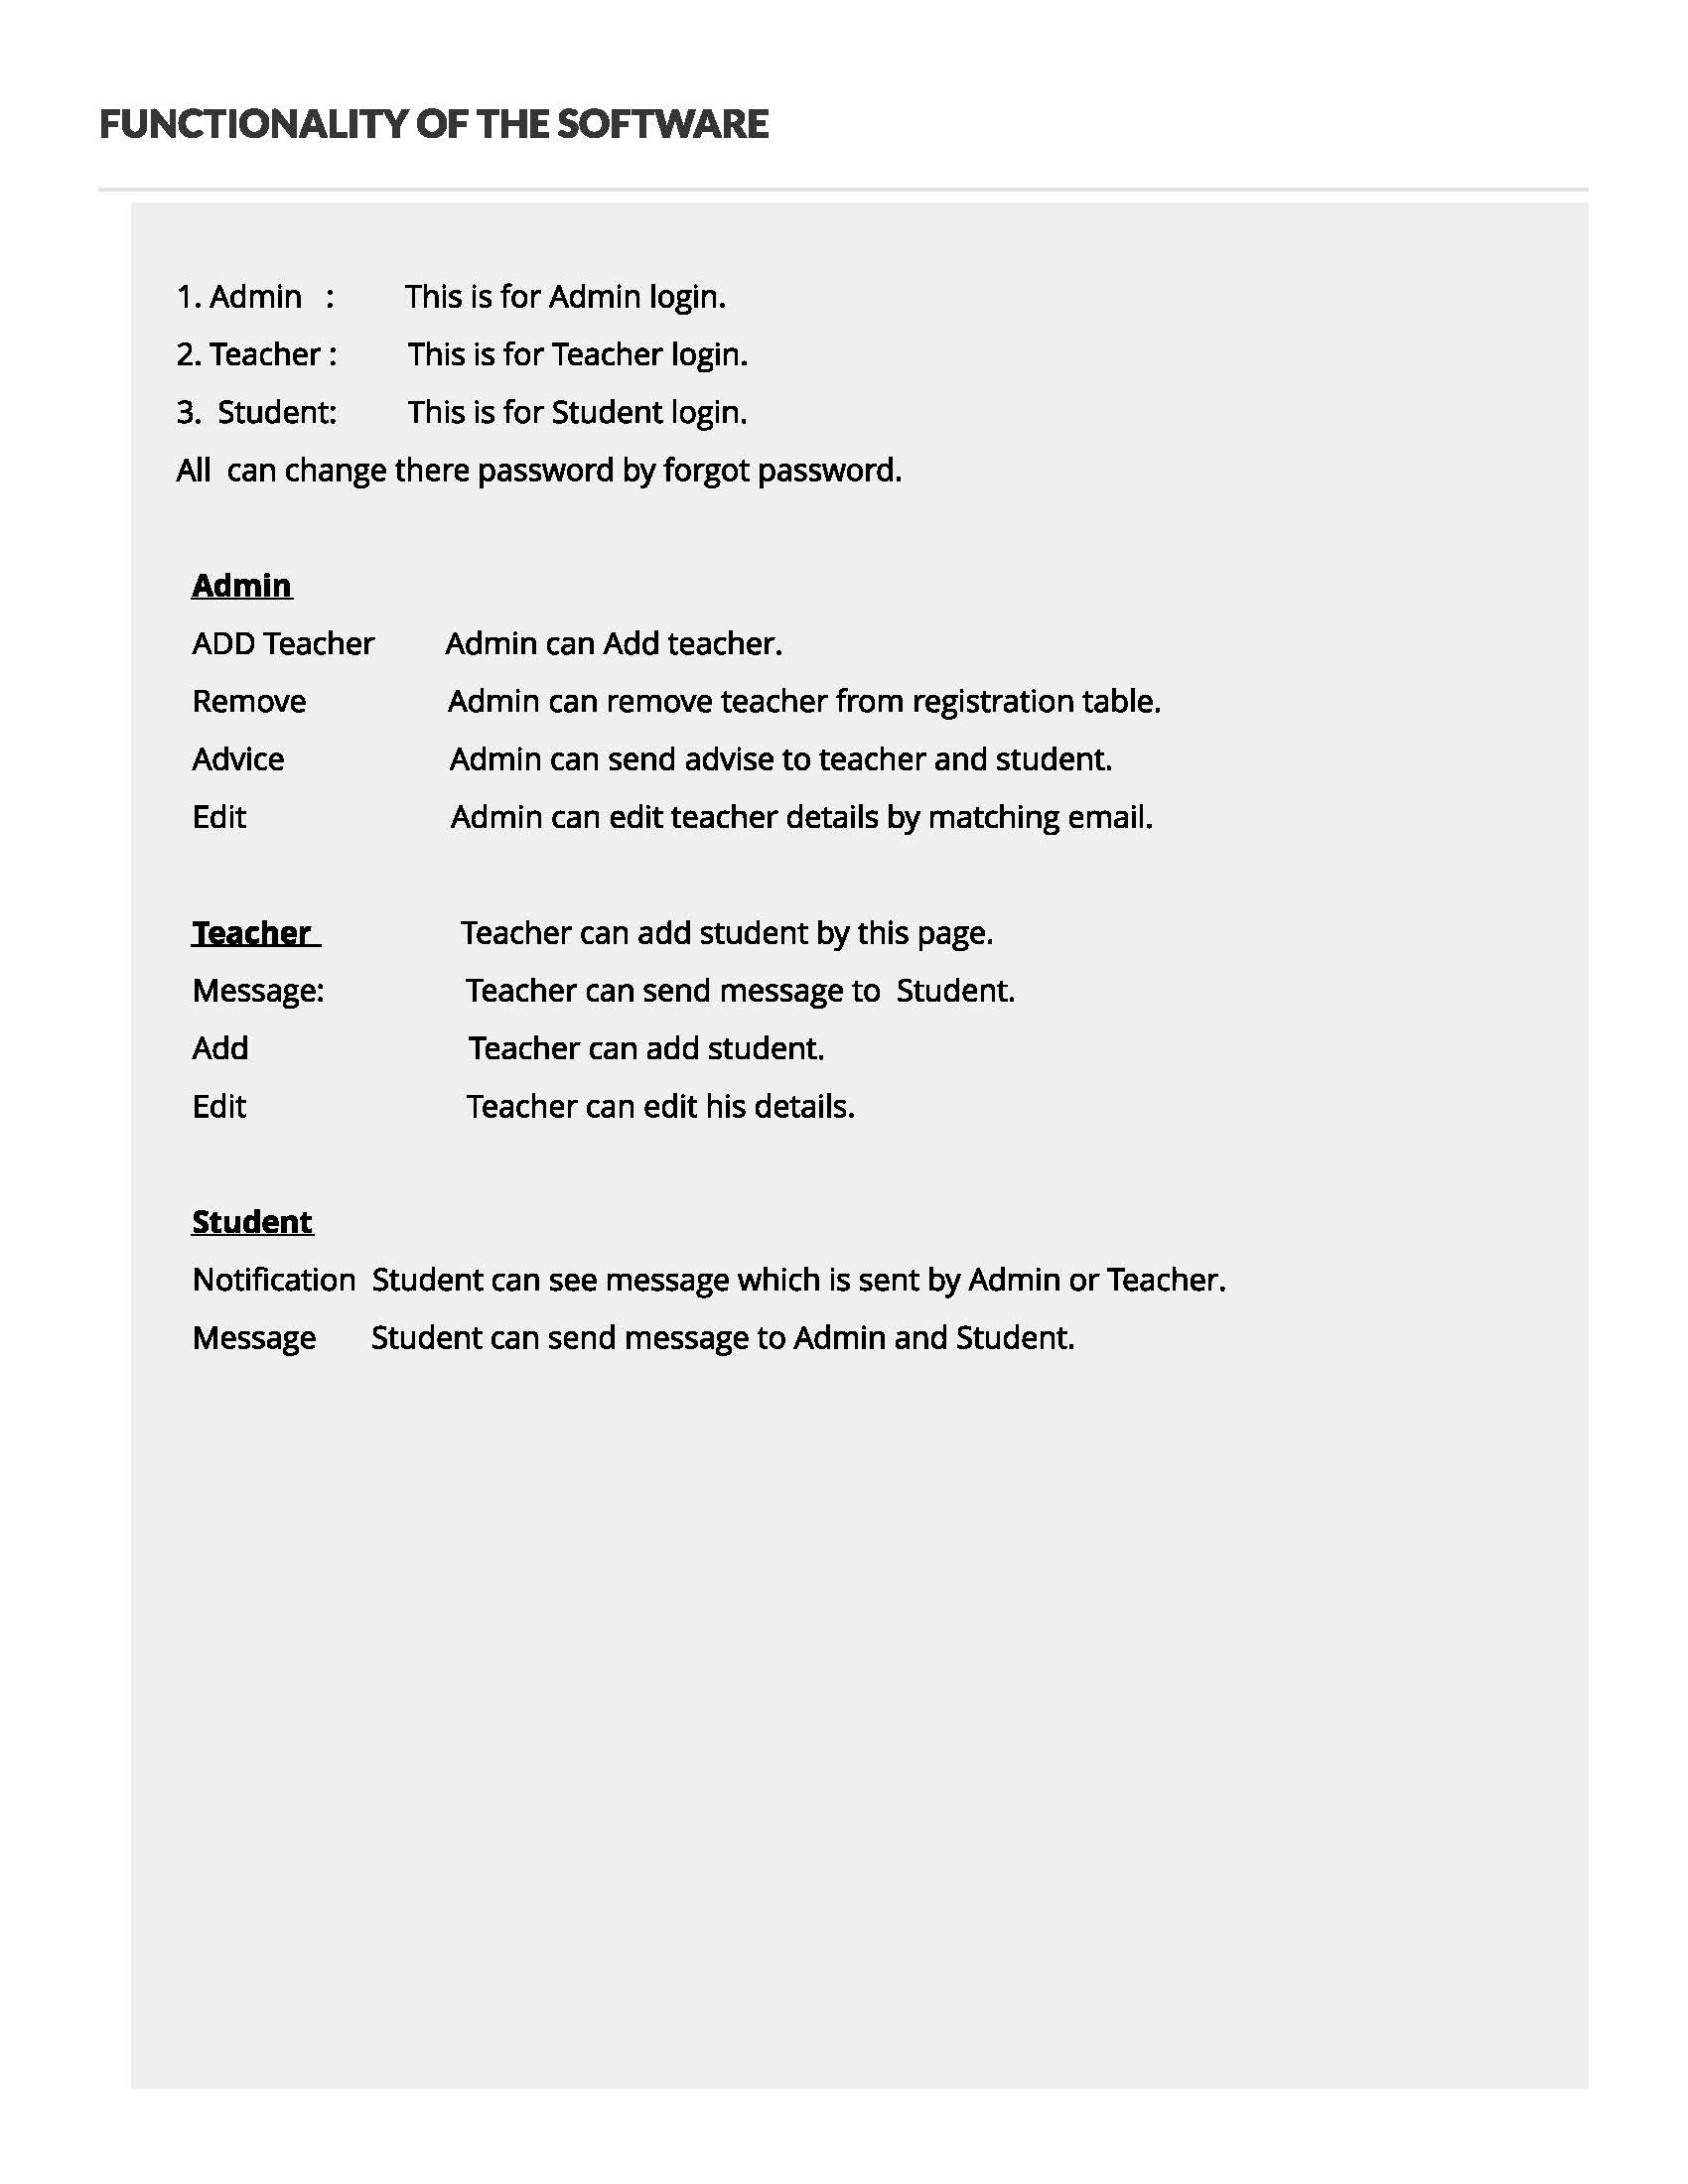 FUNCTIONALITY OF THE SOFTWARE
1. Admin : This is for Admin login.
2. Teacher : This is for Teacher login.
3. Student: This is for Student login.
All can change there password by forgot password.
Admin
ADD Teacher Admin can Add teacher.
Remove Admin can remove teacher from registration table.
Advice Admin can send advise to teacher and student.
Edit Admin can edit teacher details by matching email.
Teacher Teacher can add student by this page.
Message: Teacher can send message to Student.
Add Teacher can add student.
Edit Teacher can edit his details.
Student
Notification Student can see message which is sent by Admin or Teacher.
Message Student can send message to Admin and Student.